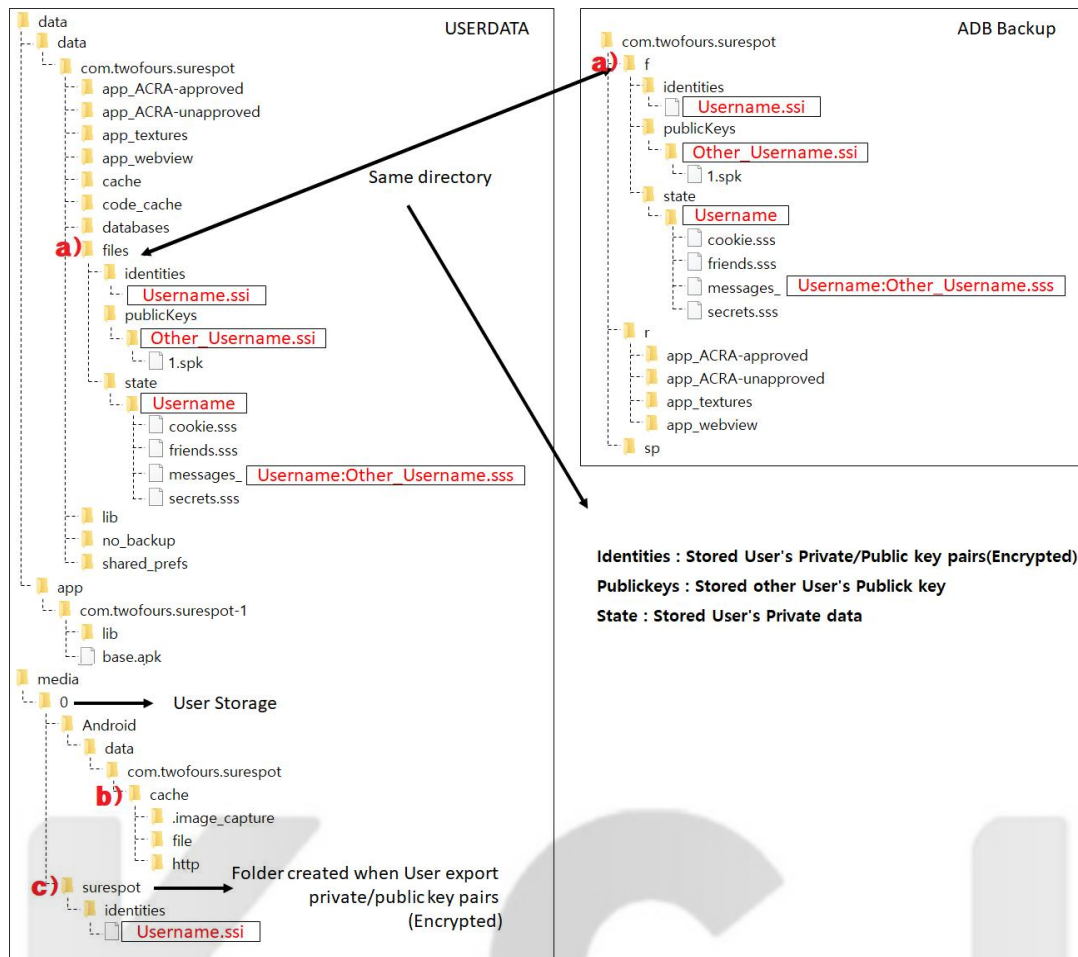 USERDATA
data
data
com.twofours.surespot
app_ACRA-approved
app_ACRA-unapproved
app_textures
app_webview
cache
code_cache
databases
a) files
identities
Username.ssi
publicKeys
Other_Username.ssi
1.spk
state
Username
cookie.sss
friends.sss
messages_ Username:Other_Username.sss
secrets.sss
lib
no_backup
shared_prefs
app
com.twofours.surespot-1
lib
base.apk
media
0 User Storage
Android
data
com.twofours.surespot
b) cache
.image_capture
file
http
c) surespot
Folder created when User export
private/public key pairs
(Encrypted)
identities
Username.ssi
Same directory
ADB Backup
com.twofours.surespot
a) f
identities
Username.ssi
publicKeys
Other_Username.ssi
1.spk
state
Username
cookie.sss
friends.sss
messages_ Username:Other_Username.sss
secrets.sss
r
app_ACRA-approved
app_ACRA-unapproved
app_textures
app_webview
sp
Identities : Stored User's Private/Public key pairs(Encrypted)
Publickeys : Stored other User's Publick key
State : Stored User's Private data